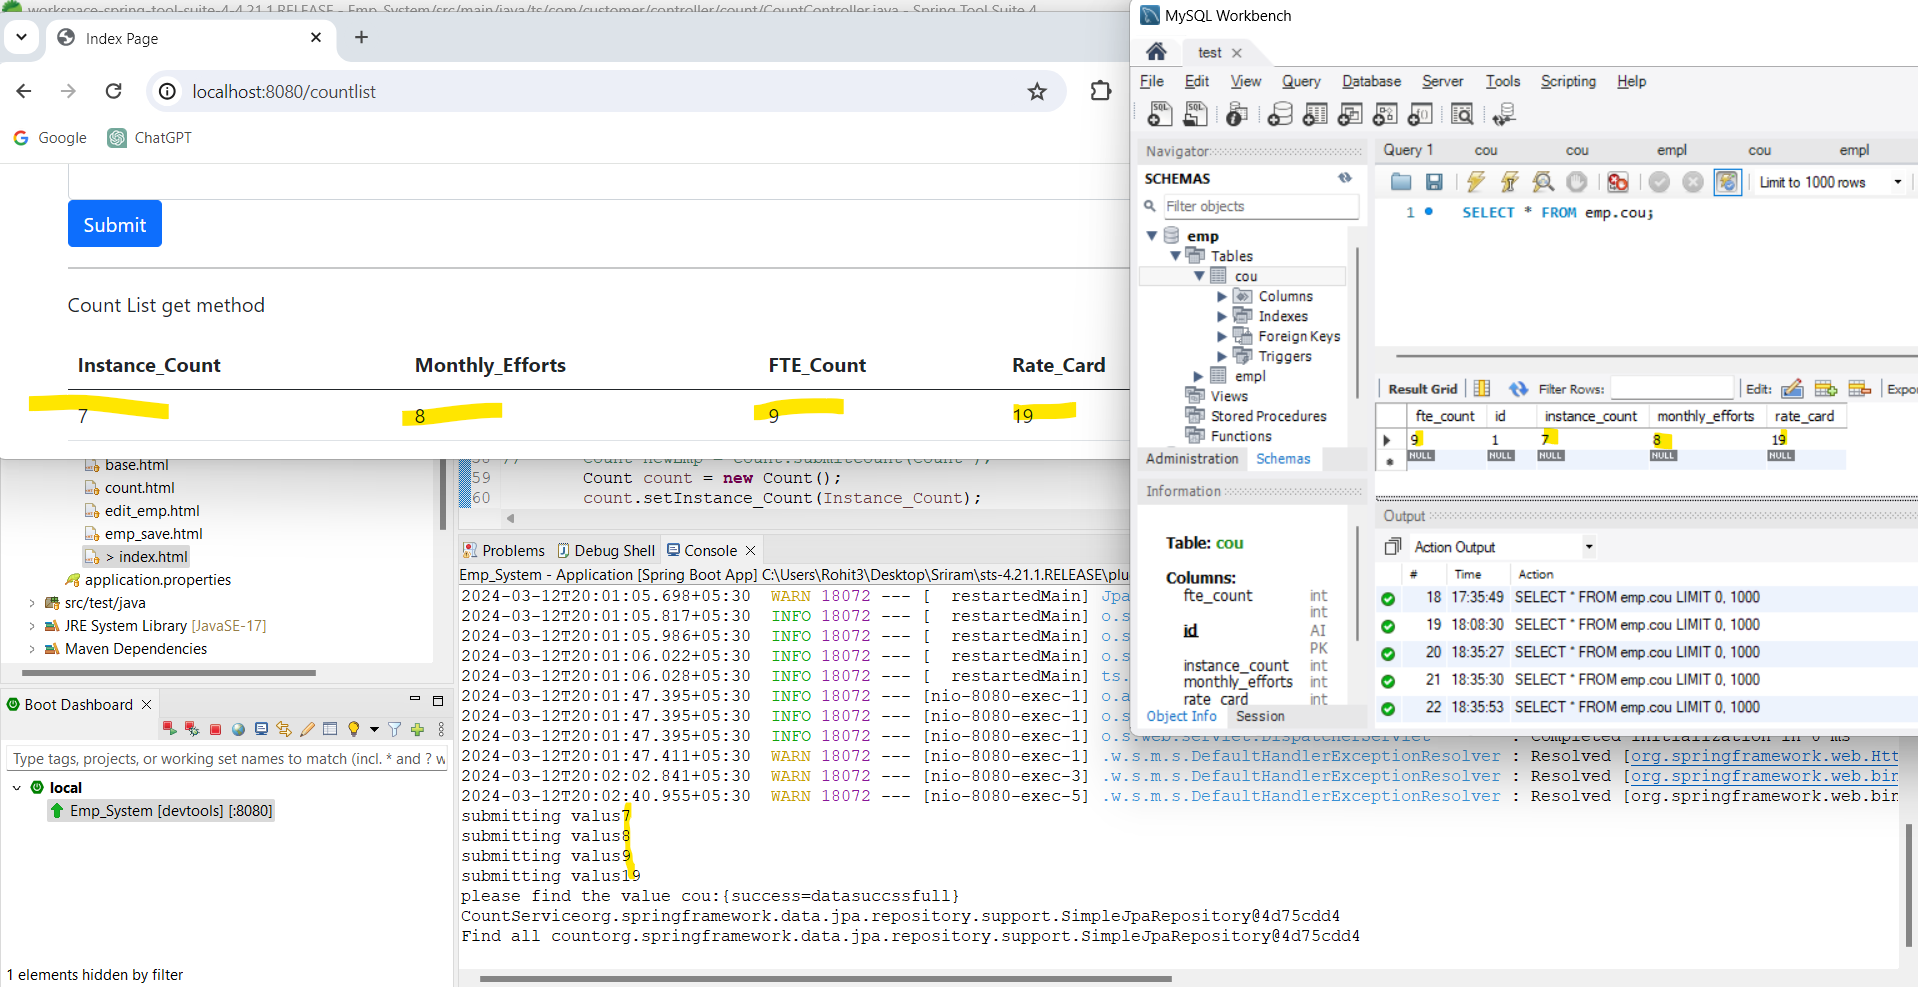 workspace-spring-tool-suite-4-4.21.1.RELEASE - Emp_System/src/main/java/ts/com/customer/controller/count/CountController.java - Spring Tool Suite 4
Index Page
localhost:8080/countlist
Google ChatGPT
Submit
Count List get method
Instance_Count Monthly_Efforts FTE_Count Rate_Card
7 8 9 19
base.html
count.html
edit_emp.html
emp_save.html
> index.html
application.properties
src/test/java
JRE System Library [JavaSE-17]
Maven Dependencies
59 Count count = new Count();
60 count.setInstance_Count(Instance_Count);
Boot Dashboard
Type tags, projects, or working set names to match (incl. * and ? w
local
Emp_System [devtools] [:8080]
1 elements hidden by filter
Problems Debug Shell Console
Emp_System - Application [Spring Boot App] C:\Users\Rohit3\Desktop\Sriram\sts-4.21.1.RELEASE\plu
2024-03-12T20:01:05.698+05:30 WARN 18072 --- [ restartedMain] Jpa
2024-03-12T20:01:05.817+05:30 INFO 18072 --- [ restartedMain] o.s
2024-03-12T20:01:05.986+05:30 INFO 18072 --- [ restartedMain] o.s
2024-03-12T20:01:06.022+05:30 INFO 18072 --- [ restartedMain] o.s
2024-03-12T20:01:06.028+05:30 INFO 18072 --- [ restartedMain] ts.
2024-03-12T20:01:47.395+05:30 INFO 18072 --- [nio-8080-exec-1] o.a
2024-03-12T20:01:47.395+05:30 INFO 18072 --- [nio-8080-exec-1] o.s
2024-03-12T20:01:47.395+05:30 INFO 18072 --- [nio-8080-exec-1] o.s.web.servlet.DispatcherServlet : Completed initialization in 0 ms
2024-03-12T20:01:47.411+05:30 WARN 18072 --- [nio-8080-exec-1] .w.s.m.s.DefaultHandlerExceptionResolver : Resolved [org.springframework.web.Htt
2024-03-12T20:02:02.841+05:30 WARN 18072 --- [nio-8080-exec-3] .w.s.m.s.DefaultHandlerExceptionResolver : Resolved [org.springframework.web.bin
2024-03-12T20:02:40.955+05:30 WARN 18072 --- [nio-8080-exec-5] .w.s.m.s.DefaultHandlerExceptionResolver : Resolved [org.springframework.web.bin
submitting valus7
submitting valus8
submitting valus9
submitting valus19
please find the value cou:{success=datasuccssfull}
CountServiceorg.springframework.data.jpa.repository.support.SimpleJpaRepository@4d75cdd4
Find all countorg.springframework.data.jpa.repository.support.SimpleJpaRepository@4d75cdd4
MySQL Workbench
test
File Edit View Query Database Server Tools Scripting Help
Navigator
SCHEMAS
Filter objects
emp
Tables
cou
Columns
Indexes
Foreign Keys
Triggers
empl
Views
Stored Procedures
Functions
Administration Schemas
Information
Table: cou
Columns:
fte_count int
int
id AI
PK
instance_count int
monthly_efforts int
rate_card int
Object Info Session
Query 1 cou cou empl cou empl
Limit to 1000 rows
1 SELECT * FROM emp.cou;
Result Grid Filter Rows: Edit: Expor
fte_count id instance_count monthly_efforts rate_card
9 1 7 8 19
NULL NULL NULL NULL NULL
Output
Action Output
# Time Action
18 17:35:49 SELECT * FROM emp.cou LIMIT 0, 1000
19 18:08:30 SELECT * FROM emp.cou LIMIT 0, 1000
20 18:35:27 SELECT * FROM emp.cou LIMIT 0, 1000
21 18:35:30 SELECT * FROM emp.cou LIMIT 0, 1000
22 18:35:53 SELECT * FROM emp.cou LIMIT 0, 1000